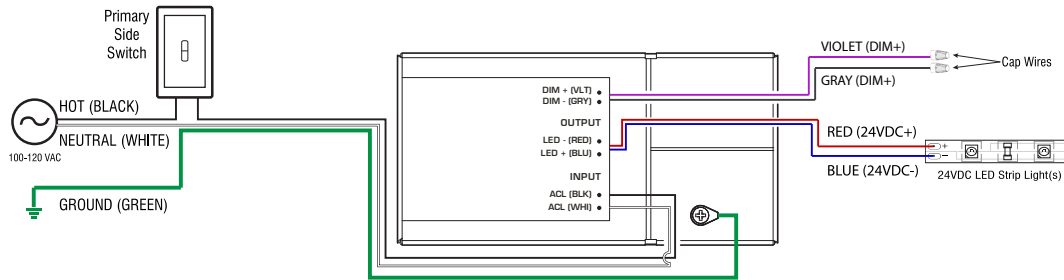 Primary
Side
Switch
HOT (BLACK)
NEUTRAL (WHITE)
100-120 VAC
GROUND (GREEN)
DIM + (VLT)
DIM - (GRY)
OUTPUT
LED - (RED)
LED + (BLU)
INPUT
ACL (BLK)
ACL (WHI)
VIOLET (DIM+)
GRAY (DIM+)
Cap Wires
RED (24VDC+)
BLUE (24VDC-)
+
–
24VDC LED Strip Light(s)